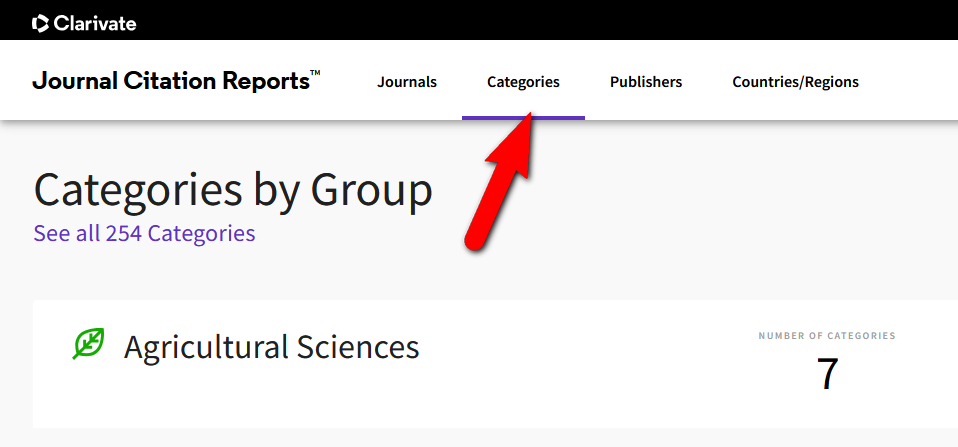 Clarivate
Journal Citation Reports™
Journals
Categories
Publishers
Countries/Regions
Categories by Group
See all 254 Categories
Agricultural Sciences
NUMBER OF CATEGORIES
7